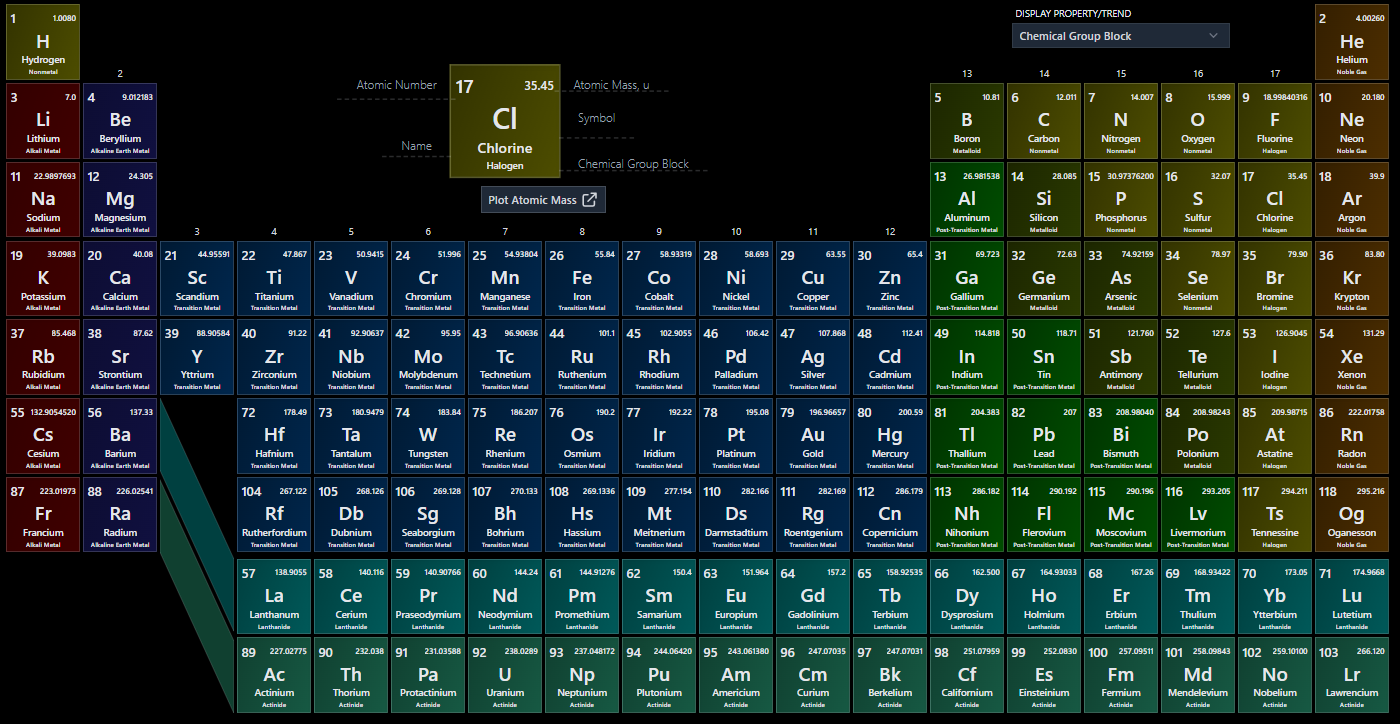 DISPLAY PROPERTY/TREND
Chemical Group Block
1 1.0080
H
Hydrogen
Nonmetal
2 4.00260
He
Helium
Noble Gas
2
13
14
15
16
17
Atomic Number
17 35.45
Cl
Chlorine
Halogen
Atomic Mass, u
Symbol
Name
Chemical Group Block
Plot Atomic Mass
3 7.0
Li
Lithium
Alkali Metal
4 9.012183
Be
Beryllium
Alkaline Earth Metal
5 10.81
B
Boron
Metalloid
6 12.011
C
Carbon
Nonmetal
7 14.007
N
Nitrogen
Nonmetal
8 15.999
O
Oxygen
Nonmetal
9 18.99840316
F
Fluorine
Halogen
10 20.180
Ne
Neon
Noble Gas
11 22.9897693
Na
Sodium
Alkali Metal
12 24.305
Mg
Magnesium
Alkaline Earth Metal
13 26.981538
Al
Aluminum
Post-Transition Metal
14 28.085
Si
Silicon
Metalloid
15 30.97376200
P
Phosphorus
Nonmetal
16 32.07
S
Sulfur
Nonmetal
17 35.45
Cl
Chlorine
Halogen
18 39.9
Ar
Argon
Noble Gas
3
4
5
6
7
8
9
10
11
12
19 39.0983
K
Potassium
Alkali Metal
20 40.08
Ca
Calcium
Alkaline Earth Metal
21 44.95591
Sc
Scandium
Transition Metal
22 47.867
Ti
Titanium
Transition Metal
23 50.9415
V
Vanadium
Transition Metal
24 51.996
Cr
Chromium
Transition Metal
25 54.93804
Mn
Manganese
Transition Metal
26 55.84
Fe
Iron
Transition Metal
27 58.93319
Co
Cobalt
Transition Metal
28 58.693
Ni
Nickel
Transition Metal
29 63.55
Cu
Copper
Transition Metal
30 65.4
Zn
Zinc
Transition Metal
31 69.723
Ga
Gallium
Post-Transition Metal
32 72.63
Ge
Germanium
Metalloid
33 74.92159
As
Arsenic
Metalloid
34 78.97
Se
Selenium
Nonmetal
35 79.90
Br
Bromine
Halogen
36 83.80
Kr
Krypton
Noble Gas
37 85.468
Rb
Rubidium
Alkali Metal
38 87.62
Sr
Strontium
Alkaline Earth Metal
39 88.90584
Y
Yttrium
Transition Metal
40 91.22
Zr
Zirconium
Transition Metal
41 92.90637
Nb
Niobium
Transition Metal
42 95.95
Mo
Molybdenum
Transition Metal
43 96.90636
Tc
Technetium
Transition Metal
44 101.1
Ru
Ruthenium
Transition Metal
45 102.9055
Rh
Rhodium
Transition Metal
46 106.42
Pd
Palladium
Transition Metal
47 107.868
Ag
Silver
Transition Metal
48 112.41
Cd
Cadmium
Transition Metal
49 114.818
In
Indium
Post-Transition Metal
50 118.71
Sn
Tin
Post-Transition Metal
51 121.760
Sb
Antimony
Metalloid
52 127.6
Te
Tellurium
Metalloid
53 126.9045
I
Iodine
Halogen
54 131.29
Xe
Xenon
Noble Gas
55 132.9054520
Cs
Cesium
Alkali Metal
56 137.33
Ba
Barium
Alkaline Earth Metal
72 178.49
Hf
Hafnium
Transition Metal
73 180.9479
Ta
Tantalum
Transition Metal
74 183.84
W
Tungsten
Transition Metal
75 186.207
Re
Rhenium
Transition Metal
76 190.2
Os
Osmium
Transition Metal
77 192.22
Ir
Iridium
Transition Metal
78 195.08
Pt
Platinum
Transition Metal
79 196.96657
Au
Gold
Transition Metal
80 200.59
Hg
Mercury
Transition Metal
81 204.383
Tl
Thallium
Post-Transition Metal
82 207
Pb
Lead
Post-Transition Metal
83 208.98040
Bi
Bismuth
Post-Transition Metal
84 208.98243
Po
Polonium
Metalloid
85 209.98715
At
Astatine
Halogen
86 222.01758
Rn
Radon
Noble Gas
87 223.01973
Fr
Francium
Alkali Metal
88 226.02541
Ra
Radium
Alkaline Earth Metal
104 267.122
Rf
Rutherfordium
Transition Metal
105 268.126
Db
Dubnium
Transition Metal
106 269.128
Sg
Seaborgium
Transition Metal
107 270.133
Bh
Bohrium
Transition Metal
108 269.1336
Hs
Hassium
Transition Metal
109 277.154
Mt
Meitnerium
Transition Metal
110 282.166
Ds
Darmstadtium
Transition Metal
111 282.169
Rg
Roentgenium
Transition Metal
112 286.179
Cn
Copernicium
Transition Metal
113 286.182
Nh
Nihonium
Post-Transition Metal
114 290.192
Fl
Flerovium
Post-Transition Metal
115 290.196
Mc
Moscovium
Post-Transition Metal
116 293.205
Lv
Livermorium
Post-Transition Metal
117 294.211
Ts
Tennessine
Halogen
118 295.216
Og
Oganesson
Noble Gas
57 138.9055
La
Lanthanum
Lanthanide
58 140.116
Ce
Cerium
Lanthanide
59 140.90766
Pr
Praseodymium
Lanthanide
60 144.24
Nd
Neodymium
Lanthanide
61 144.91276
Pm
Promethium
Lanthanide
62 150.4
Sm
Samarium
Lanthanide
63 151.964
Eu
Europium
Lanthanide
64 157.2
Gd
Gadolinium
Lanthanide
65 158.92535
Tb
Terbium
Lanthanide
66 162.500
Dy
Dysprosium
Lanthanide
67 164.93033
Ho
Holmium
Lanthanide
68 167.26
Er
Erbium
Lanthanide
69 168.93422
Tm
Thulium
Lanthanide
70 173.05
Yb
Ytterbium
Lanthanide
71 174.9668
Lu
Lutetium
Lanthanide
89 227.02775
Ac
Actinium
Actinide
90 232.038
Th
Thorium
Actinide
91 231.03588
Pa
Protactinium
Actinide
92 238.0289
U
Uranium
Actinide
93 237.048172
Np
Neptunium
Actinide
94 244.06420
Pu
Plutonium
Actinide
95 243.061380
Am
Americium
Actinide
96 247.07035
Cm
Curium
Actinide
97 247.07031
Bk
Berkelium
Actinide
98 251.07959
Cf
Californium
Actinide
99 252.0830
Es
Einsteinium
Actinide
100 257.09511
Fm
Fermium
Actinide
101 258.09843
Md
Mendelevium
Actinide
102 259.10100
No
Nobelium
Actinide
103 266.120
Lr
Lawrencium
Actinide